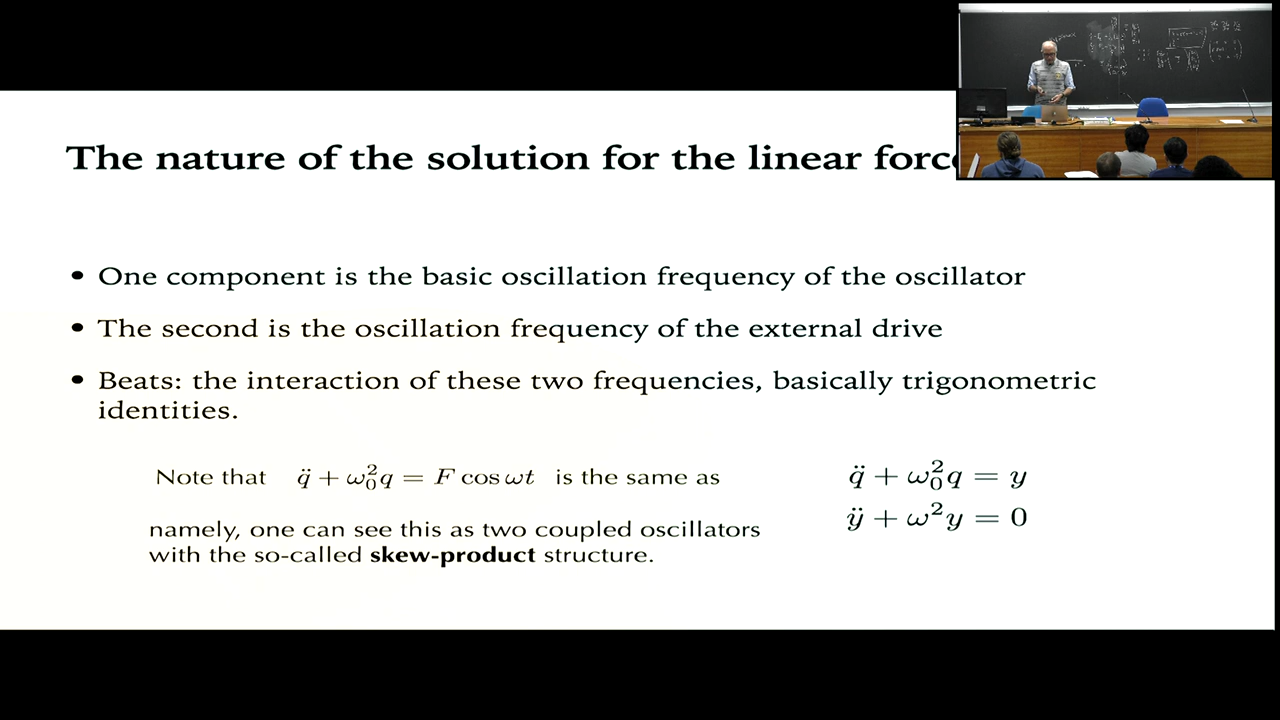 The nature of the solution for the linear forc
• One component is the basic oscillation frequency of the oscillator
• The second is the oscillation frequency of the external drive
• Beats: the interaction of these two frequencies, basically trigonometric
identities.
Note that q̈ + ω₀²q = F cos ωt is the same as
q̈ + ω₀²q = y
ÿ + ω²y = 0
namely, one can see this as two coupled oscillators
with the so-called skew-product structure.